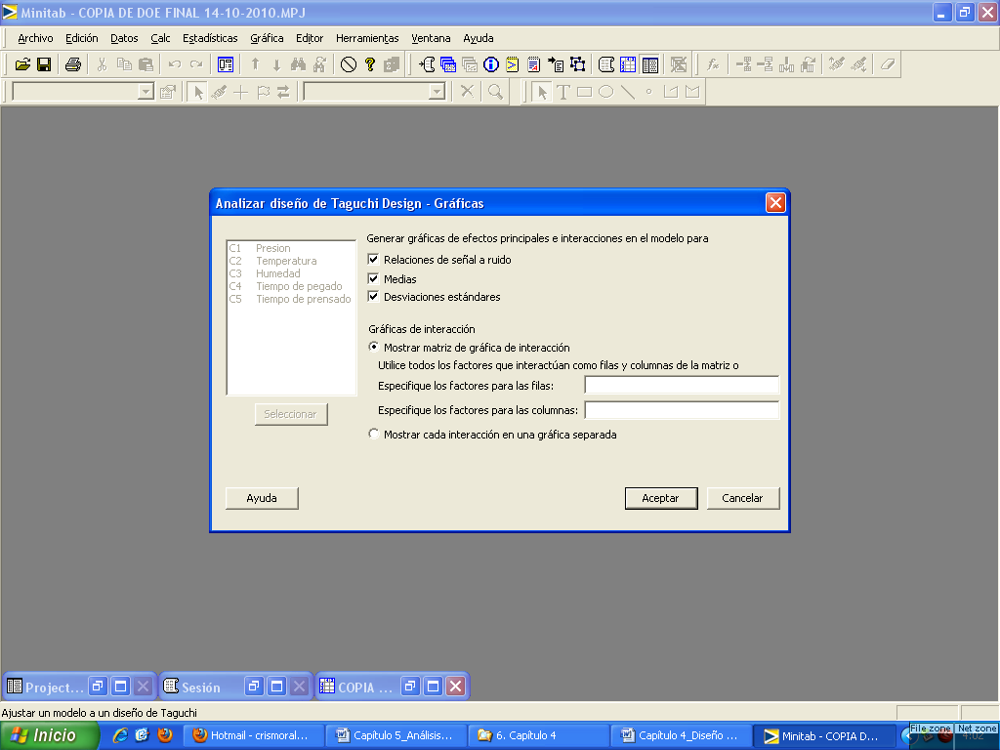 Minitab - COPIA DE DOE FINAL 14-10-2010.MPJ
Archivo Edición Datos Calc Estadísticas Gráfica Editor Herramientas Ventana Ayuda
Analizar diseño de Taguchi Design - Gráficas
C1 Presion
C2 Temperatura
C3 Humedad
C4 Tiempo de pegado
C5 Tiempo de prensado
Seleccionar
Generar gráficas de efectos principales e interacciones en el modelo para
Relaciones de señal a ruido
Medias
Desviaciones estándares
Gráficas de interacción
Mostrar matriz de gráfica de interacción
Utilice todos los factores que interactúan como filas y columnas de la matriz o
Especifique los factores para las filas:
Especifique los factores para las columnas:
Mostrar cada interacción en una gráfica separada
Ayuda Aceptar Cancelar
Project... Sesión COPIA ...
Ajustar un modelo a un diseño de Taguchi
Inicio Hotmail - crismoral... Capítulo 5_Análisis... 6. Capítulo 4 Capítulo 4_Diseño ... Minitab - COPIA D... File zone | Net zone